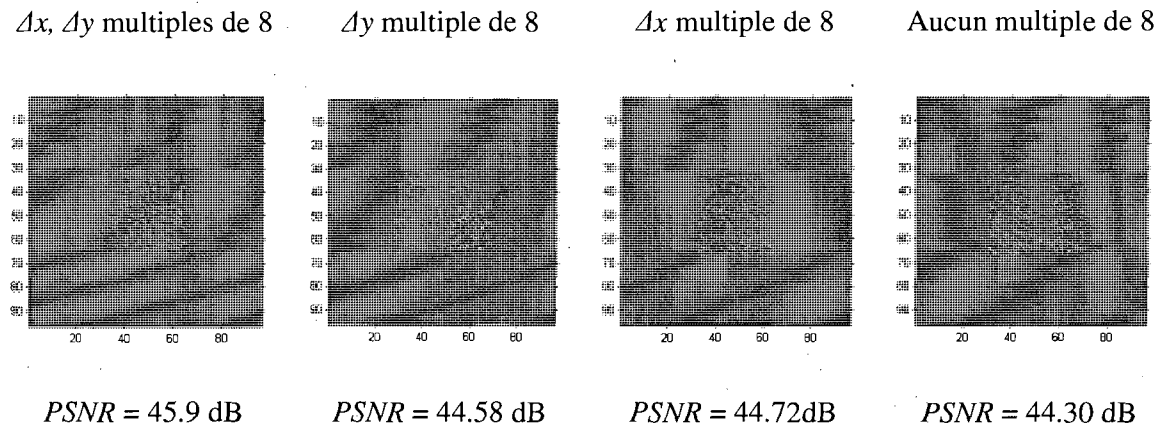 Δx, Δy multiples de 8 Δy multiple de 8 Δx multiple de 8 Aucun multiple de 8
20 40 60 80 20 40 60 80 20 40 60 80 20 40 60 80
PSNR = 45.9 dB PSNR = 44.58 dB PSNR = 44.72dB PSNR = 44.30 dB